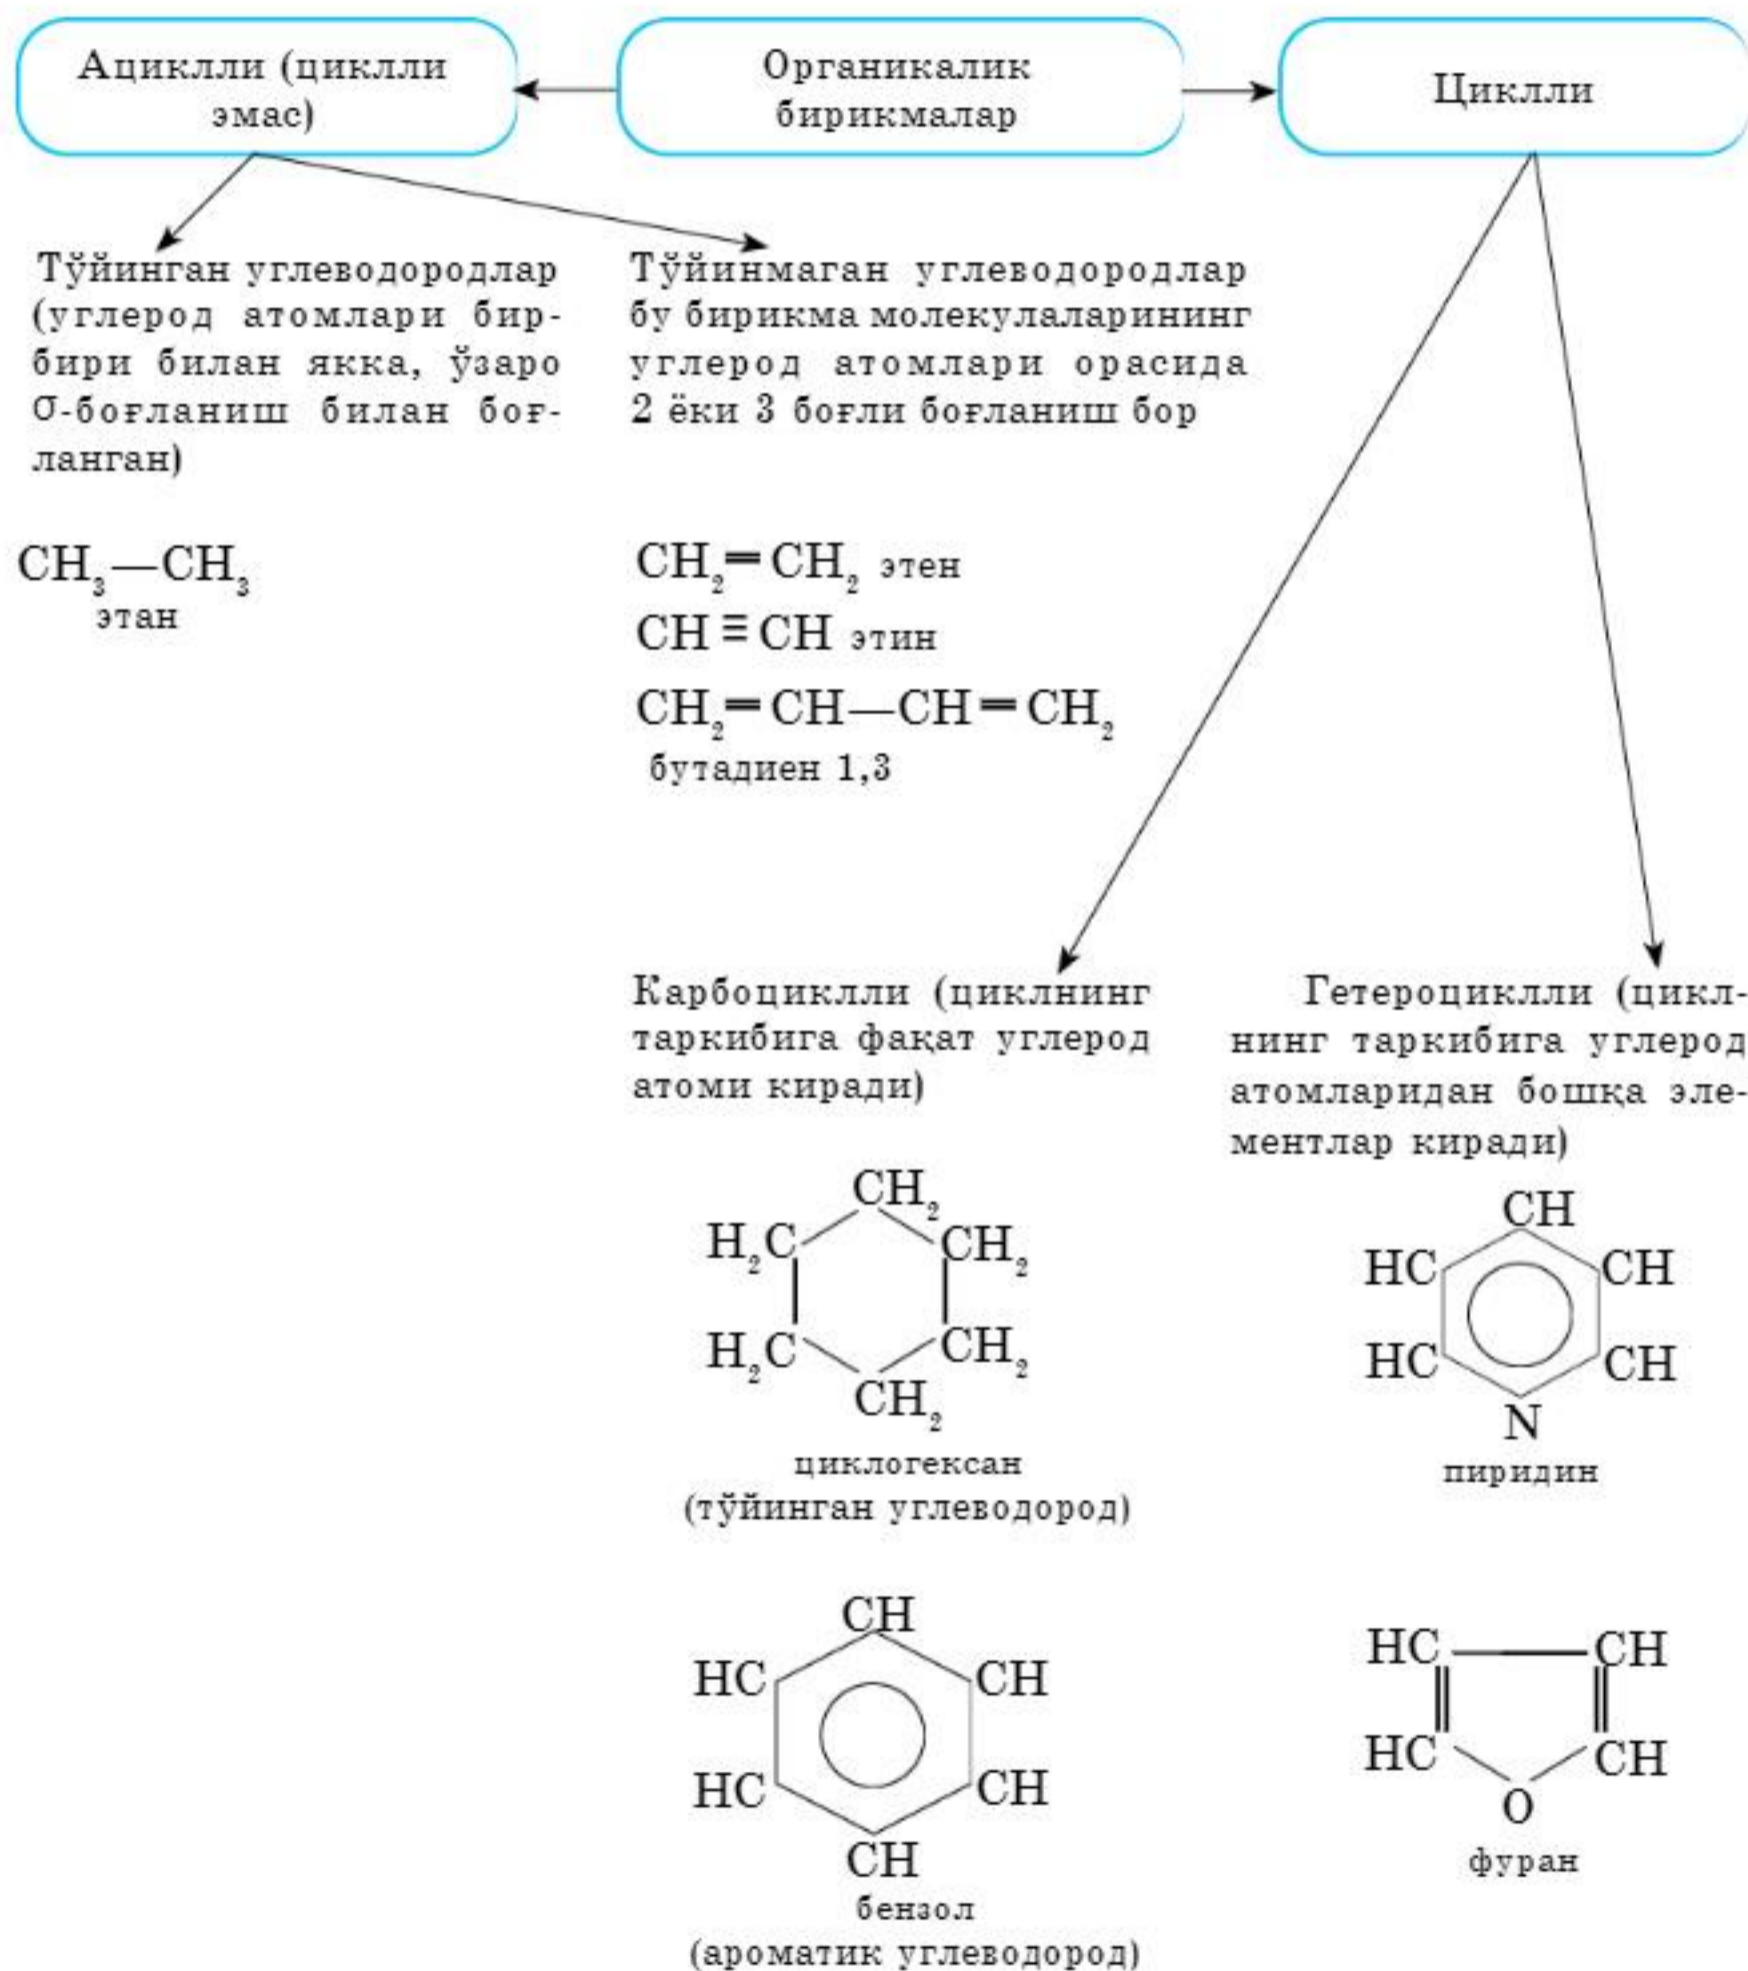 Ациклли (циклли
эмас)
Органикалик
бирикмалар
Циклли
Тўйинган углеводородлар
(углерод атомлари бир-
бири билан якка, ўзаро
σ-боғланиш билан боғ-
ланган)
CH₃—CH₃
этан
Тўйинмаган углеводородлар
бу бирикма молекулаларининг
углерод атомлари орасида
2 ёки 3 боғли боғланиш бор
CH₂=CH₂ этен
CH≡CH этин
CH₂=CH—CH=CH₂
бутадиен 1,3
Карбоциклли (циклнинг
таркибига фақат углерод
атоми киради)
CH₂
H₂C CH₂
H₂C CH₂
CH₂
циклогексан
(тўйинган углеводород)
CH
HC CH
HC CH
CH
бензол
(ароматик углеводород)
Гетероциклли (цикл-
нинг таркибига углерод
атомларидан бошқа эле-
ментлар киради)
CH
HC CH
HC CH
N
пиридин
HC CH
HC CH
O
фуран